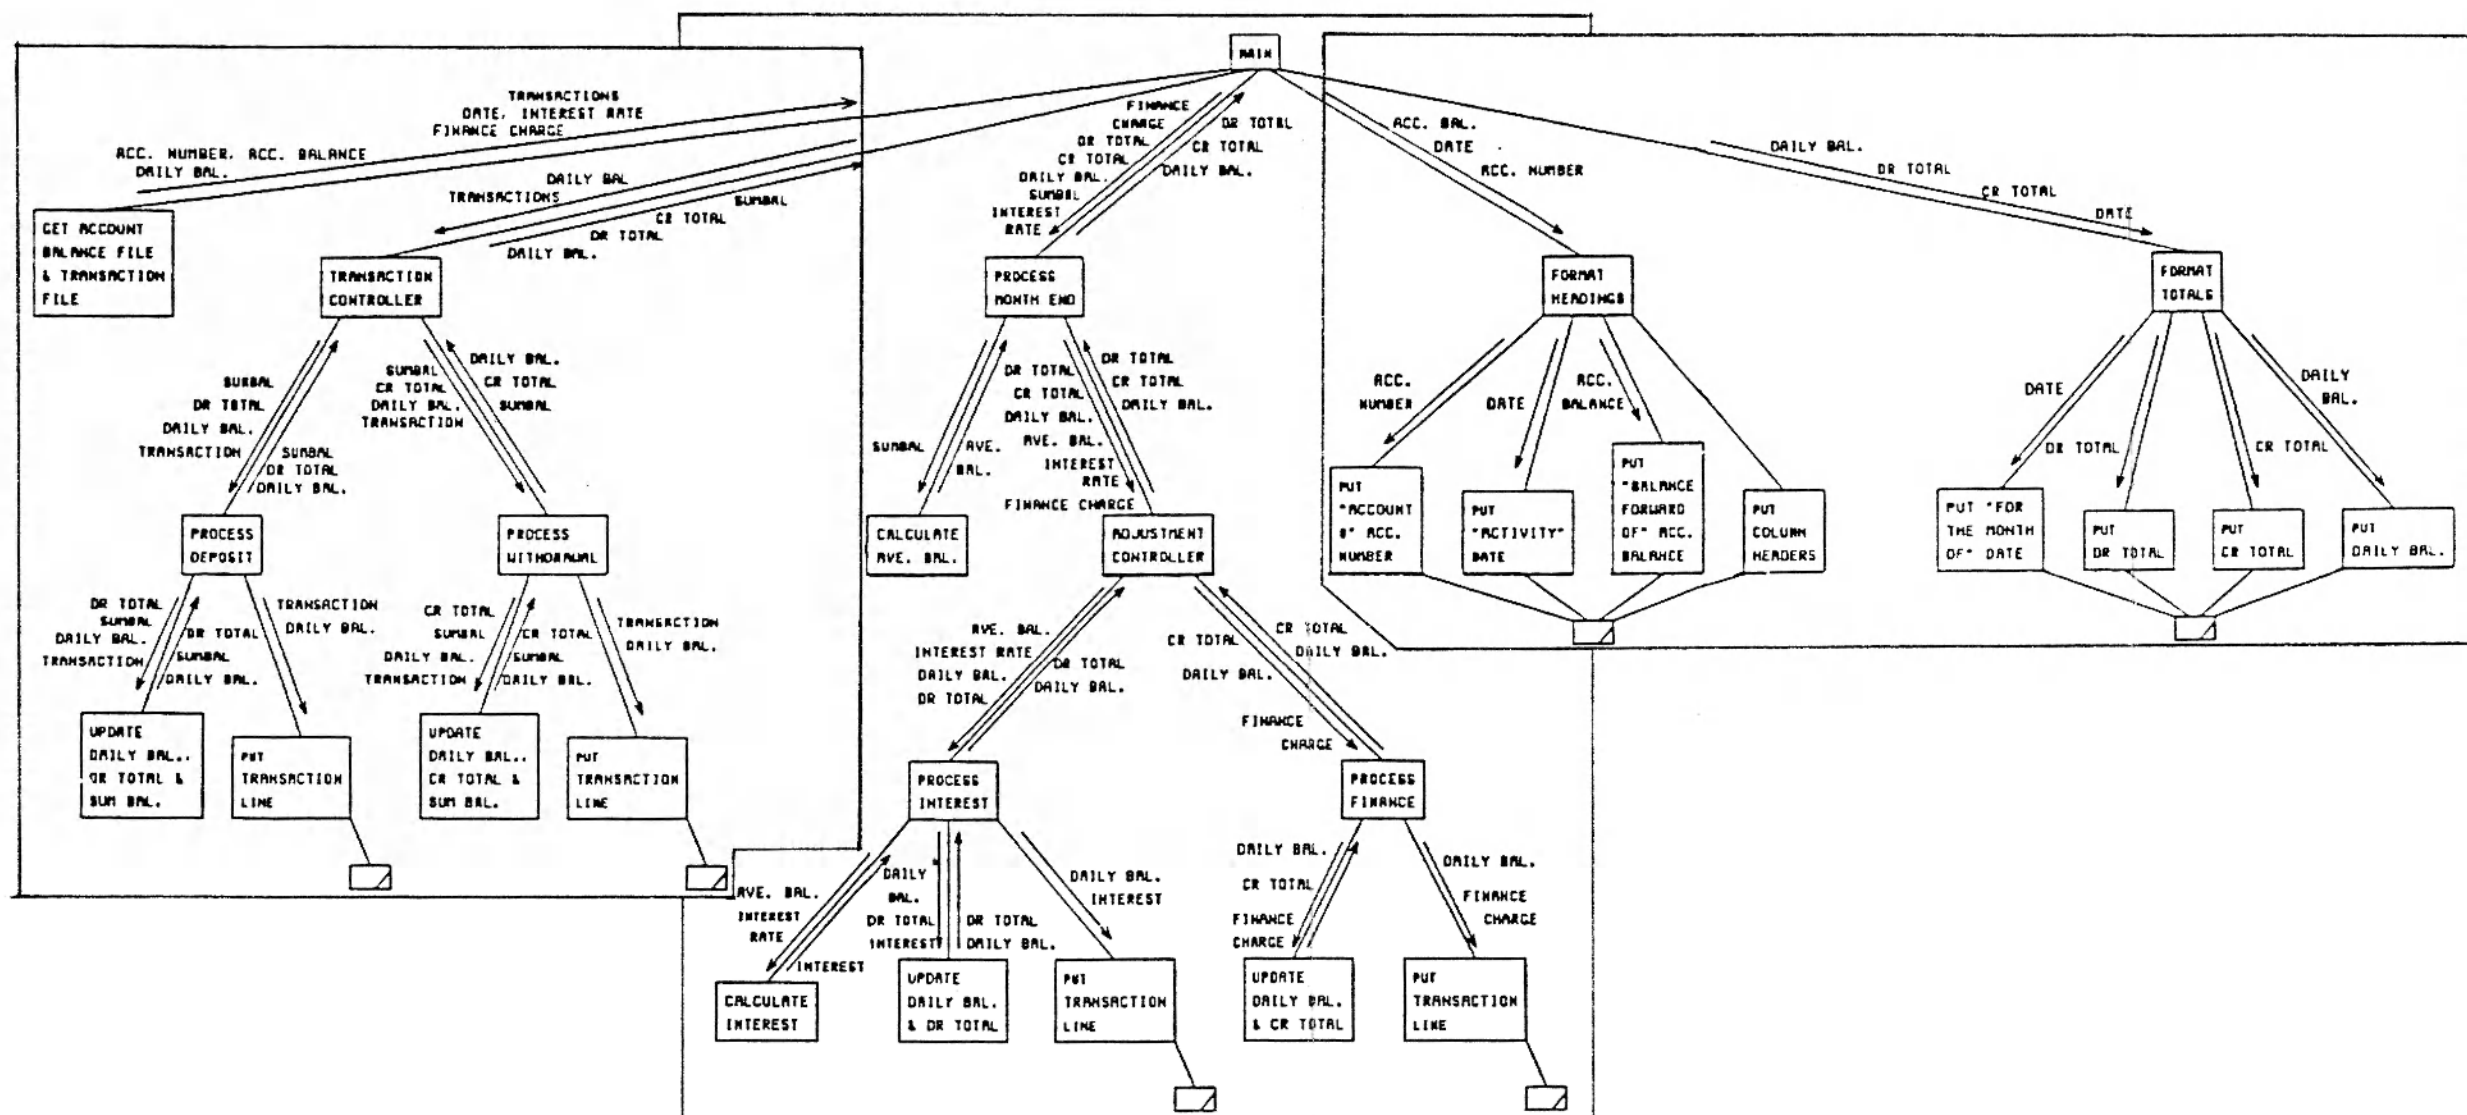 MAIN
TRANSACTIONS
DATE, INTEREST RATE
FINANCE CHARGE
ACC. NUMBER, ACC. BALANCE
DAILY BAL.
DAILY BAL
TRANSACTIONS
SUMBAL
CR TOTAL
DR TOTAL
DAILY BAL.
FINANCE
CHARGE
DR TOTAL
CR TOTAL
DAILY BAL.
SUMBAL
INTEREST
RATE
DR TOTAL
CR TOTAL
DAILY BAL.
ACC. BAL.
DATE
ACC. NUMBER
DAILY BAL.
DR TOTAL
CR TOTAL
DATE
GET ACCOUNT
BALANCE FILE
& TRANSACTION
FILE
TRANSACTION
CONTROLLER
PROCESS
MONTH END
FORMAT
HEADINGS
FORMAT
TOTALS
SUMBAL
DR TOTAL
DAILY BAL.
TRANSACTION
SUMBAL
DR TOTAL
DAILY BAL.
SUMBAL
CR TOTAL
DAILY BAL.
TRANSACTION
DAILY BAL.
CR TOTAL
SUMBAL
SUMBAL
AVE.
BAL.
DR TOTAL
CR TOTAL
DAILY BAL.
AVE. BAL.
INTEREST
RATE
FINANCE CHARGE
DR TOTAL
CR TOTAL
DAILY BAL.
ACC.
NUMBER
DATE
ACC.
BALANCE
DATE
DR TOTAL
CR TOTAL
DAILY
BAL.
PROCESS
DEPOSIT
PROCESS
WITHDRAWAL
CALCULATE
AVE. BAL.
ADJUSTMENT
CONTROLLER
PUT
"ACCOUNT
#" ACC.
NUMBER
PUT
"ACTIVITY"
DATE
PUT
"BALANCE
FORWARD
OF" ACC.
BALANCE
PUT
COLUMN
HEADERS
PUT "FOR
THE MONTH
OF" DATE
PUT
DR TOTAL
PUT
CR TOTAL
PUT
DAILY BAL.
DR TOTAL
SUMBAL
DAILY BAL.
TRANSACTION
DR TOTAL
SUMBAL
DAILY BAL.
TRANSACTION
DAILY BAL.
CR TOTAL
SUMBAL
DAILY BAL.
TRANSACTION
CR TOTAL
SUMBAL
DAILY BAL.
TRANSACTION
DAILY BAL.
AVE. BAL.
INTEREST RATE
DAILY BAL.
DR TOTAL
DR TOTAL
DAILY BAL.
CR TOTAL
DAILY BAL.
FINANCE
CHARGE
CR TOTAL
DAILY BAL.
UPDATE
DAILY BAL.,
DR TOTAL &
SUM BAL.
PUT
TRANSACTION
LINE
UPDATE
DAILY BAL.,
CR TOTAL &
SUM BAL.
PUT
TRANSACTION
LINE
PROCESS
INTEREST
PROCESS
FINANCE
AVE. BAL.
INTEREST
RATE
INTEREST
DAILY
BAL.
DR TOTAL
INTEREST
DR TOTAL
DAILY BAL.
DAILY BAL.
INTEREST
DAILY BAL.
CR TOTAL
FINANCE
CHARGE
DAILY BAL.
FINANCE
CHARGE
CALCULATE
INTEREST
UPDATE
DAILY BAL.
& DR TOTAL
PUT
TRANSACTION
LINE
UPDATE
DAILY BAL.
& CR TOTAL
PUT
TRANSACTION
LINE